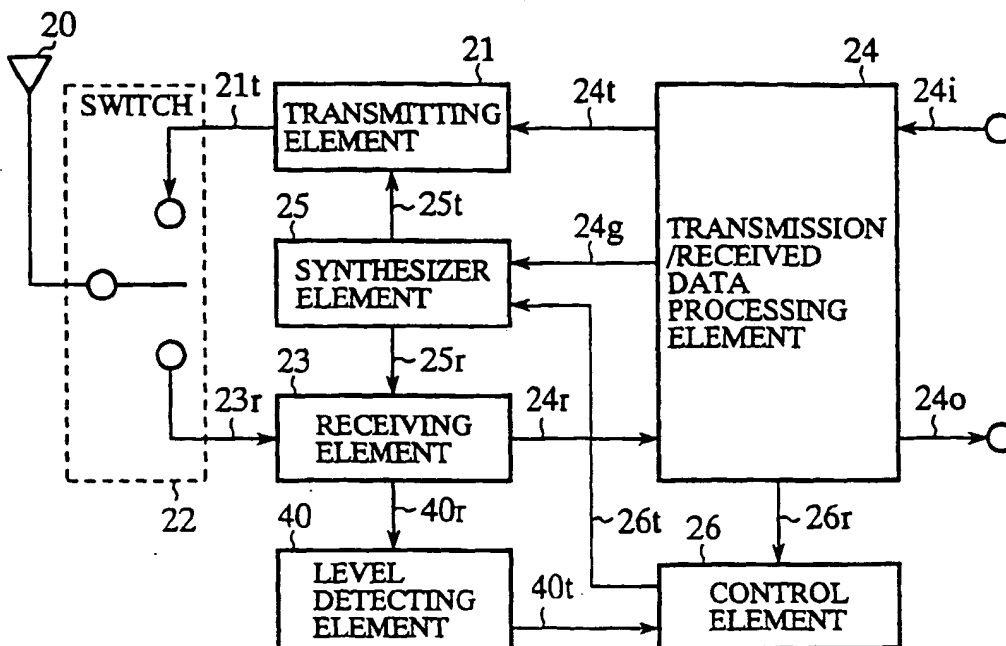 20
SWITCH
21t
21
TRANSMITTING
ELEMENT
24t
24
24i
25
25t
24g
SYNTHESIZER
ELEMENT
TRANSMISSION
/RECEIVED
DATA
PROCESSING
ELEMENT
25r
23
23r
RECEIVING
ELEMENT
24r
24o
22
40
40r
26t
26
26r
LEVEL
DETECTING
ELEMENT
40t
CONTROL
ELEMENT